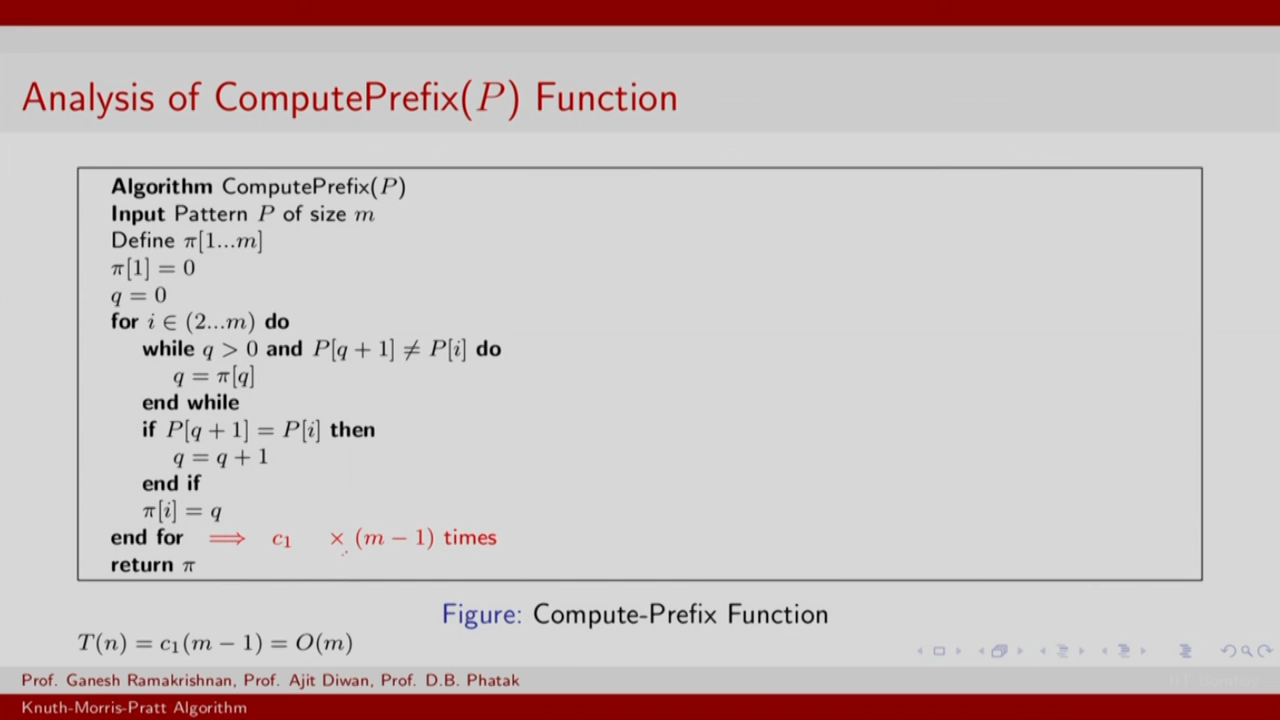 Analysis of ComputePrefix(P) Function
Algorithm ComputePrefix(P)
Input Pattern P of size m
Define π[1...m]
π[1] = 0
q = 0
for i ∈ (2...m) do
while q > 0 and P[q + 1] ≠ P[i] do
q = π[q]
end while
if P[q + 1] = P[i] then
q = q + 1
end if
π[i] = q
end for ⟹ c₁ × (m − 1) times
return π
Figure: Compute-Prefix Function
T(n) = c₁(m − 1) = O(m)
Prof. Ganesh Ramakrishnan, Prof. Ajit Diwan, Prof. D.B. Phatak
Knuth-Morris-Pratt Algorithm